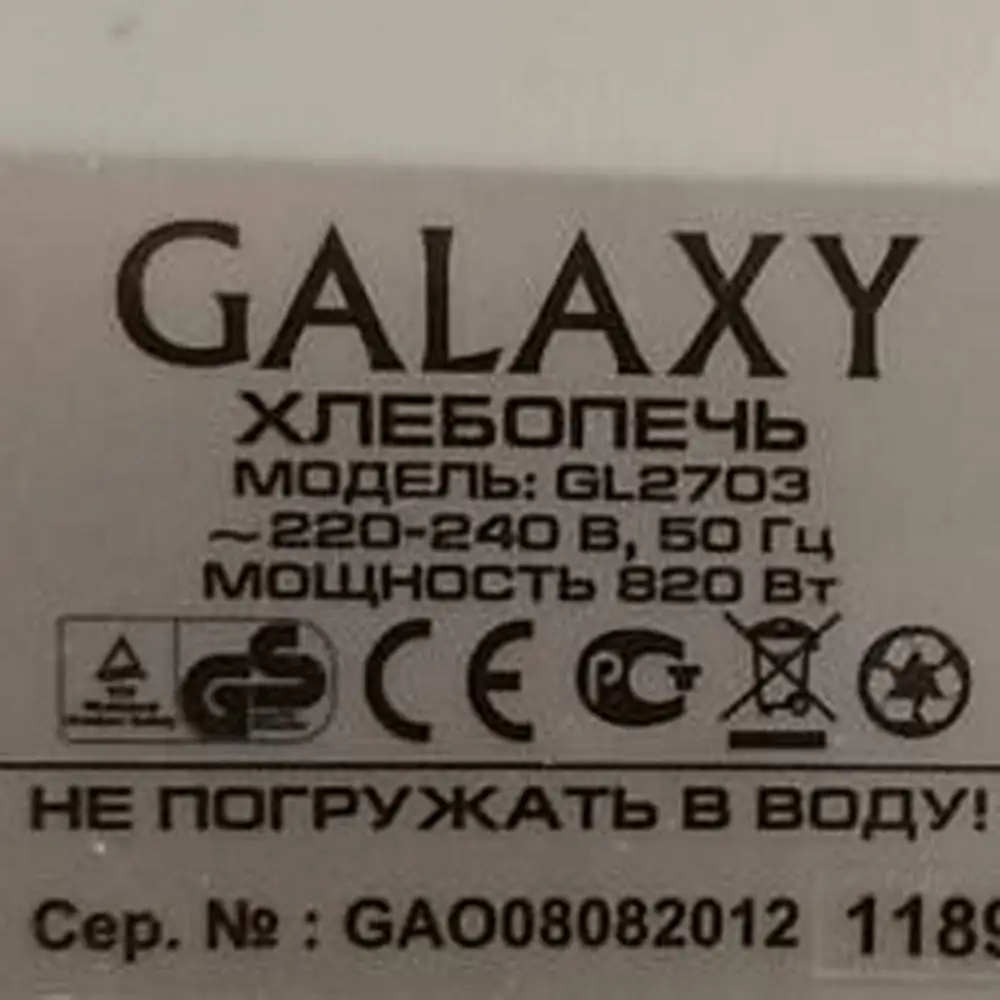 GALAXY
ХЛЕБОПЕЧЬ
МОДЕЛЬ: GL2703
~220-240 В, 50 Гц
МОЩНОСТЬ 820 Вт
CE
РСТ
НЕ ПОГРУЖАТЬ В ВОДУ!
Сер. № : GAO08082012 1189